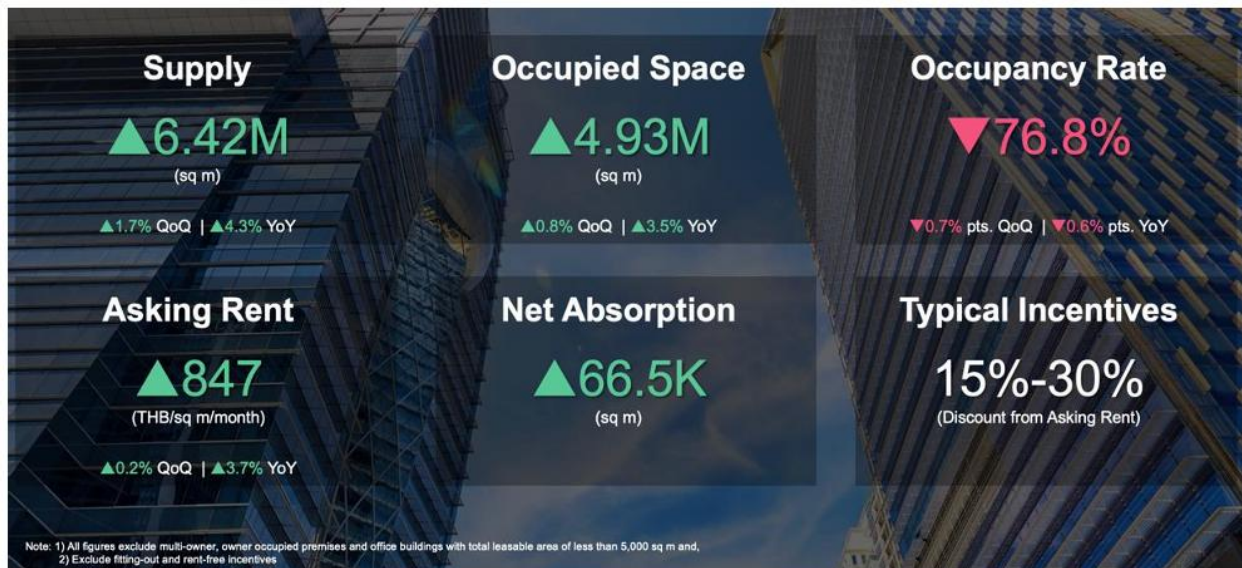 Supply
▲6.42M
(sq m)
▲1.7% QoQ | ▲4.3% YoY
Occupied Space
▲4.93M
(sq m)
▲0.8% QoQ | ▲3.5% YoY
Occupancy Rate
▼76.8%
▼0.7% pts. QoQ | ▼0.6% pts. YoY
Asking Rent
▲847
(THB/sq m/month)
▲0.2% QoQ | ▲3.7% YoY
Net Absorption
▲66.5K
(sq m)
Typical Incentives
15%-30%
(Discount from Asking Rent)
Note: 1) All figures exclude multi-owner, owner occupied premises and office buildings with total leasable area of less than 5,000 sq m and,
2) Exclude fitting-out and rent-free incentives